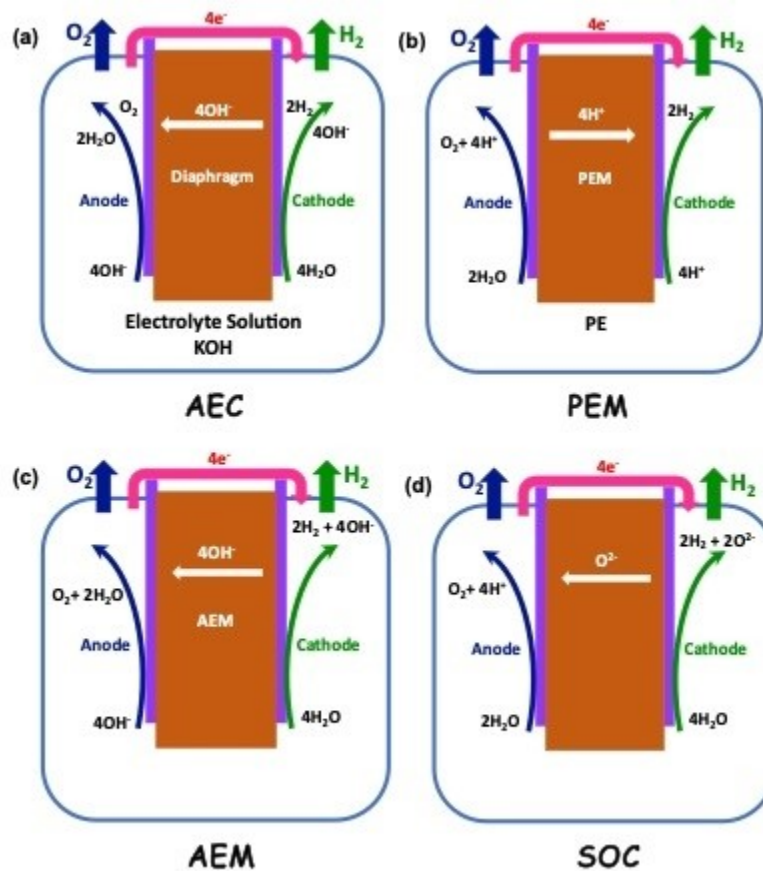 (a)
O₂
4e⁻
H₂
O₂
4OH⁻
2H₂
2H₂O
4OH⁻
Diaphragm
Anode
Cathode
4OH⁻
4H₂O
Electrolyte Solution
KOH
AEC
(b)
O₂
4e⁻
H₂
4H⁺
2H₂
O₂+ 4H⁺
PEM
Anode
Cathode
2H₂O
4H⁺
PE
PEM
(c)
O₂
4e⁻
H₂
2H₂ + 4OH⁻
4OH⁻
O₂+ 2H₂O
AEM
Anode
Cathode
4OH⁻
4H₂O
AEM
(d)
O₂
4e⁻
H₂
2H₂ + 2O²⁻
O²⁻
O₂+ 4H⁺
Anode
Cathode
2H₂O
4H₂O
SOC